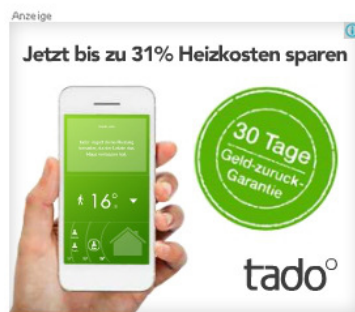 Anzeige
Jetzt bis zu 31% Heizkosten sparen
30 Tage
Geld-zurück-
Garantie
16°
tado°